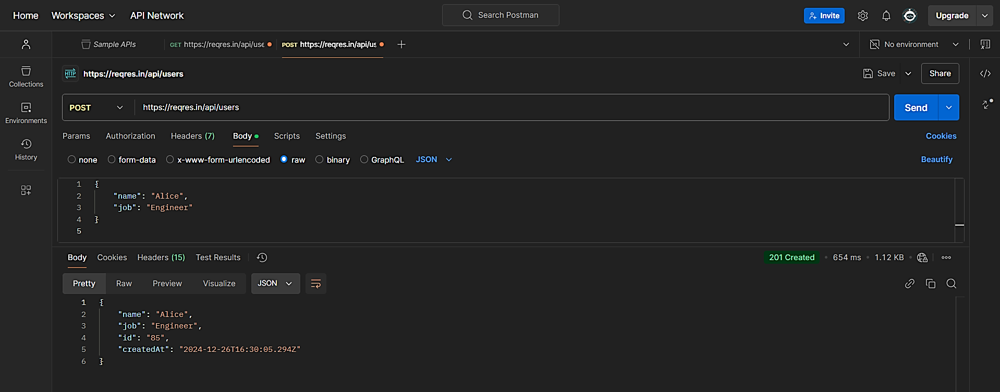 Home Workspaces API Network Search Postman Invite Upgrade
Sample APIs GET https://reqres.in/api/use POST https://reqres.in/api/us No environment
HTTP https://reqres.in/api/users Save Share
Collections
POST https://reqres.in/api/users Send
Environments
Params Authorization Headers (7) Body Scripts Settings Cookies
History
none form-data x-www-form-urlencoded raw binary GraphQL JSON Beautify
1 {
2 "name": "Alice",
3 "job": "Engineer"
4 }
5
Body Cookies Headers (15) Test Results 201 Created 654 ms 1.12 KB
Pretty Raw Preview Visualize JSON
1 {
2 "name": "Alice",
3 "job": "Engineer",
4 "id": "85",
5 "createdAt": "2024-12-26T16:30:05.294Z"
6 }